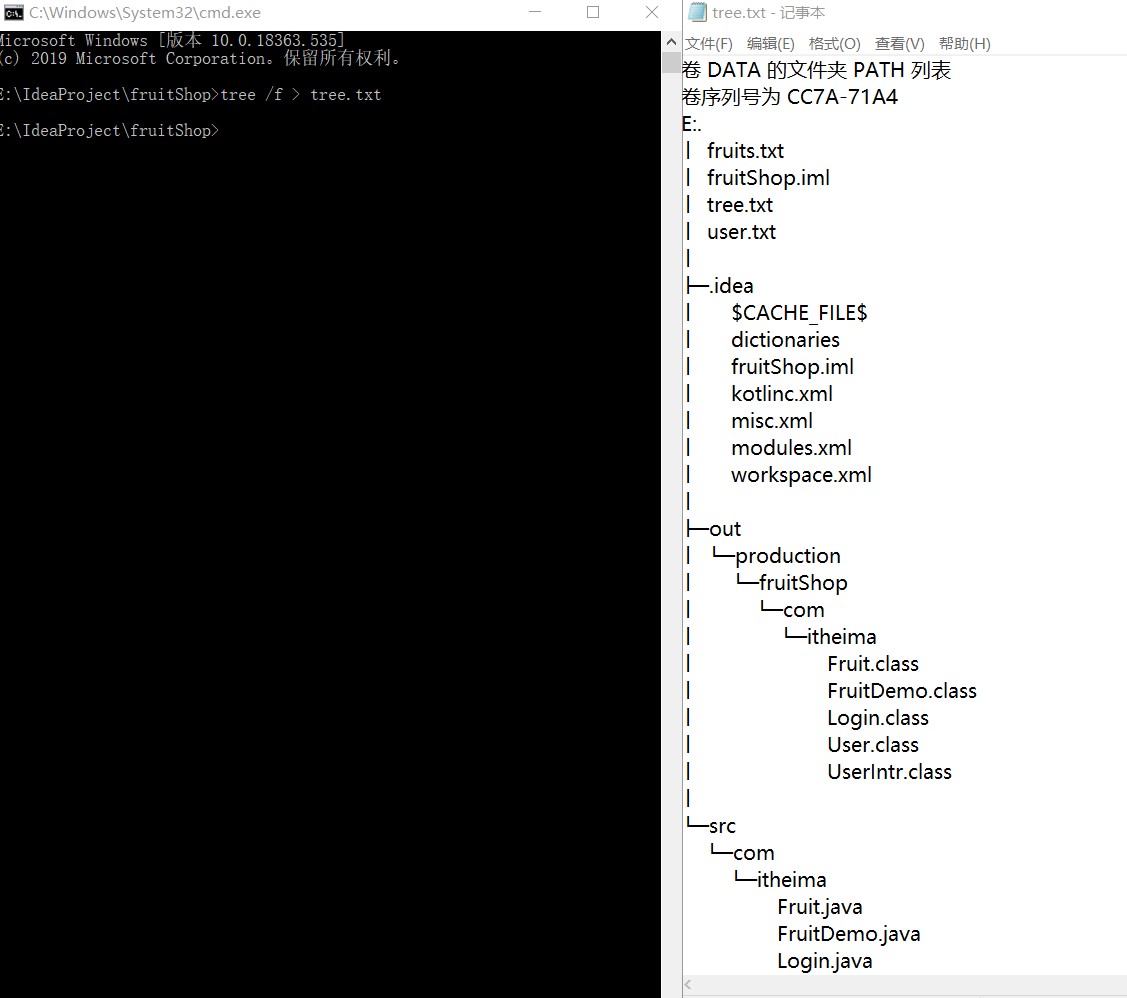 C:\Windows\System32\cmd.exe
Microsoft Windows [版本 10.0.18363.535]
(c) 2019 Microsoft Corporation。保留所有权利。
E:\IdeaProject\fruitShop>tree /f > tree.txt
E:\IdeaProject\fruitShop>
tree.txt - 记事本
文件(F) 编辑(E) 格式(O) 查看(V) 帮助(H)
卷 DATA 的文件夹 PATH 列表
卷序列号为 CC7A-71A4
E:.
│  fruits.txt
│  fruitShop.iml
│  tree.txt
│  user.txt
│
├─.idea
│      $CACHE_FILE$
│      dictionaries
│      fruitShop.iml
│      kotlinc.xml
│      misc.xml
│      modules.xml
│      workspace.xml
│
├─out
│  └─production
│      └─fruitShop
│          └─com
│              └─itheima
│                      Fruit.class
│                      FruitDemo.class
│                      Login.class
│                      User.class
│                      UserIntr.class
│
└─src
    └─com
        └─itheima
                Fruit.java
                FruitDemo.java
                Login.java